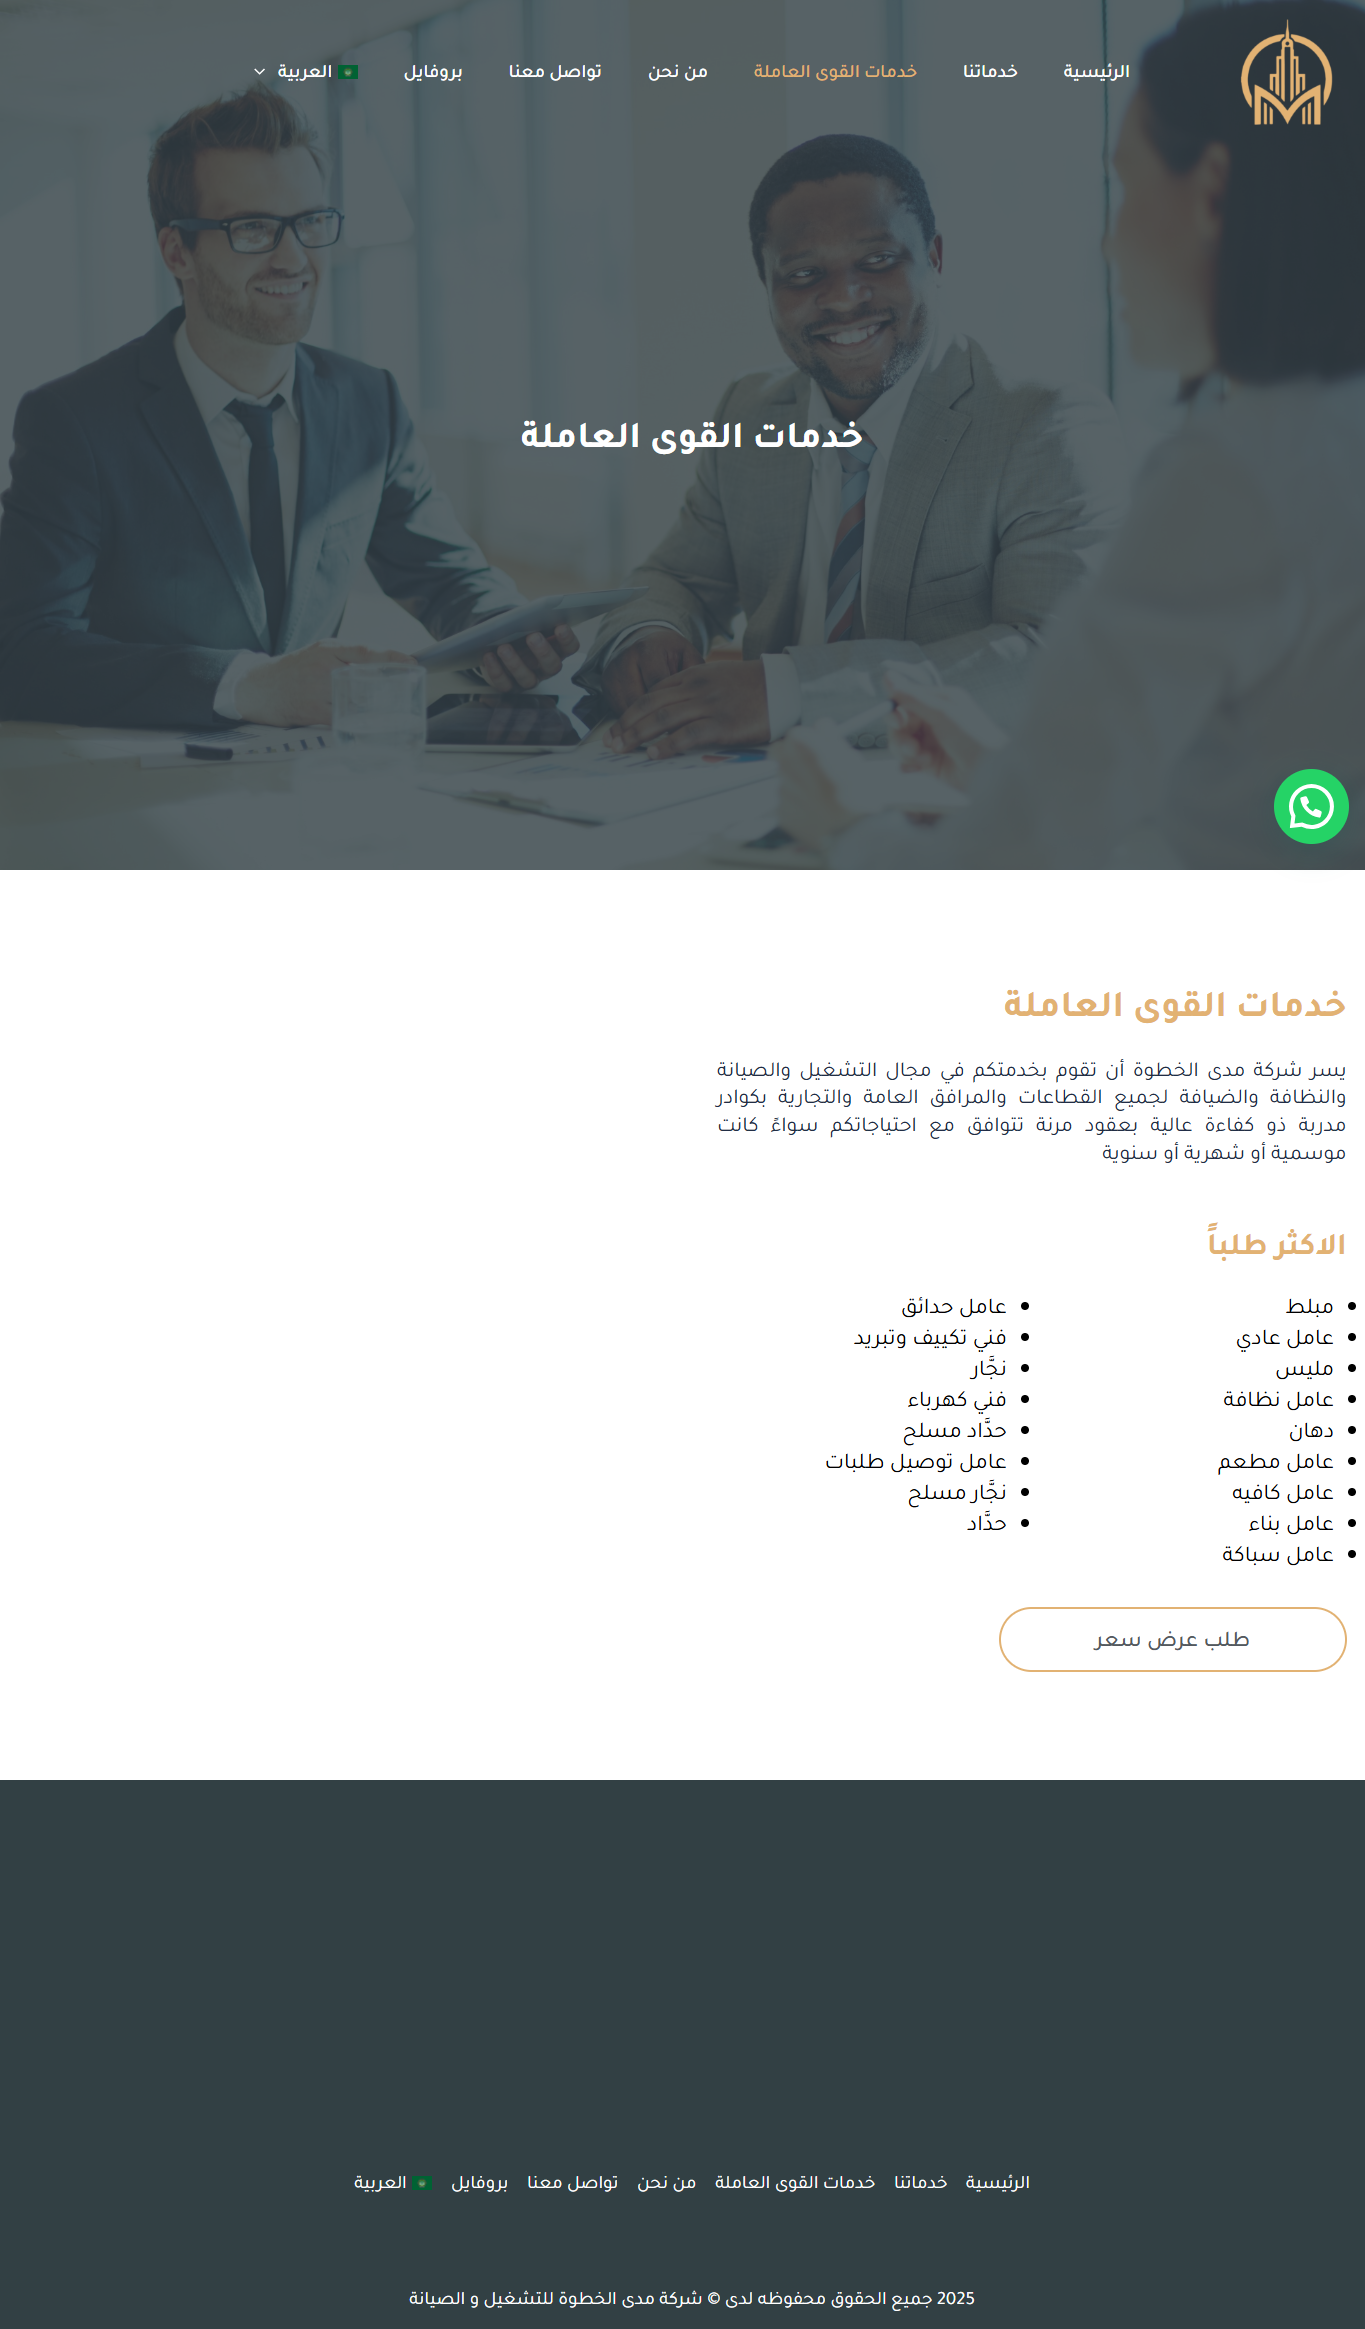 الرئيسية
خدماتنا
خدمات القوى العاملة
من نحن
تواصل معنا
بروفايل
العربية
خدمات القوى العاملة
خدمات القوى العاملة
يسر شركة مدى الخطوة أن تقوم بخدمتكم في مجال التشغيل والصيانة
والنظافة والضيافة لجميع القطاعات والمرافق العامة والتجارية بكوادر
مدربة ذو كفاءة عالية بعقود مرنة تتوافق مع احتياجاتكم سواءً كانت
موسمية أو شهرية أو سنوية
الاكثر طلباً
مبلط
عامل عادي
مليس
عامل نظافة
دهان
عامل مطعم
عامل كافيه
عامل بناء
عامل سباكة
عامل حدائق
فني تكييف وتبريد
نجَّار
فني كهرباء
حدَّاد مسلح
عامل توصيل طلبات
نجَّار مسلح
حدَّاد
طلب عرض سعر
الرئيسية
خدماتنا
خدمات القوى العاملة
من نحن
تواصل معنا
بروفايل
العربية
2025 جميع الحقوق محفوظه لدى © شركة مدى الخطوة للتشغيل و الصيانة